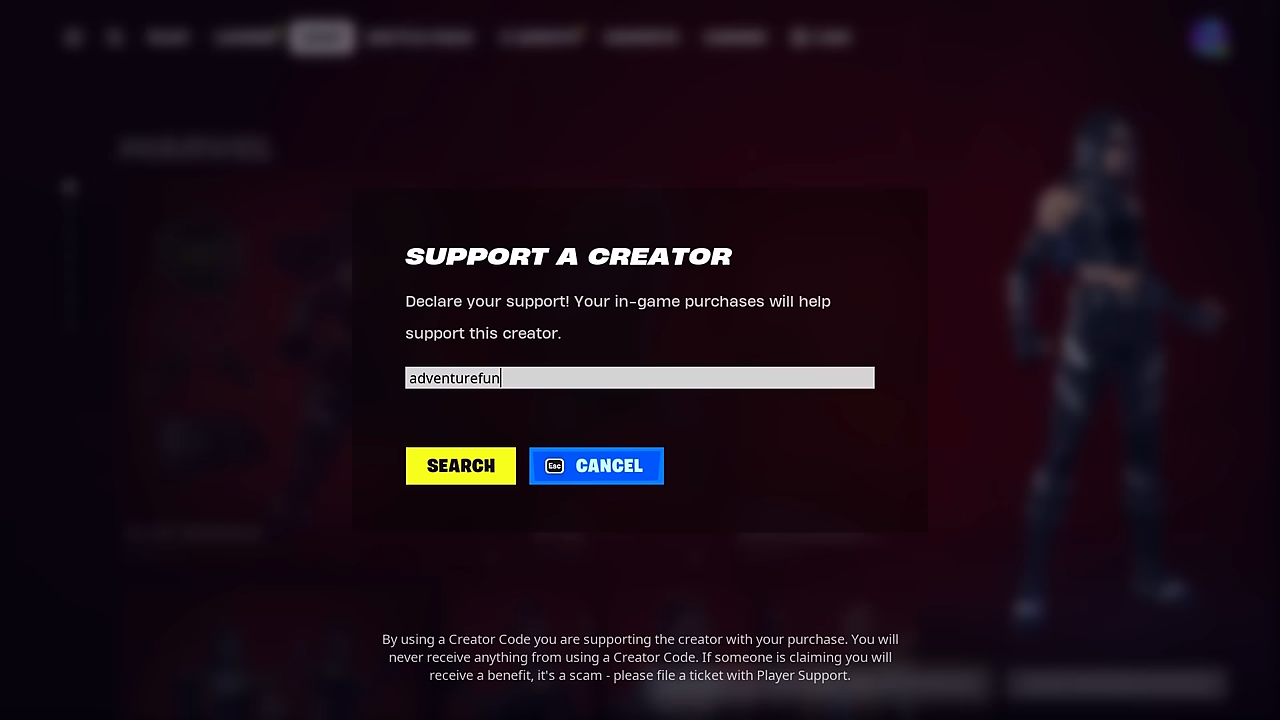 MARVEL
SUPPORT A CREATOR
Declare your support! Your in-game purchases will help
support this creator.
adventurefun
SEARCH
Esc CANCEL
By using a Creator Code you are supporting the creator with your purchase. You will
never receive anything from using a Creator Code. If someone is claiming you will
receive a benefit, it's a scam - please file a ticket with Player Support.